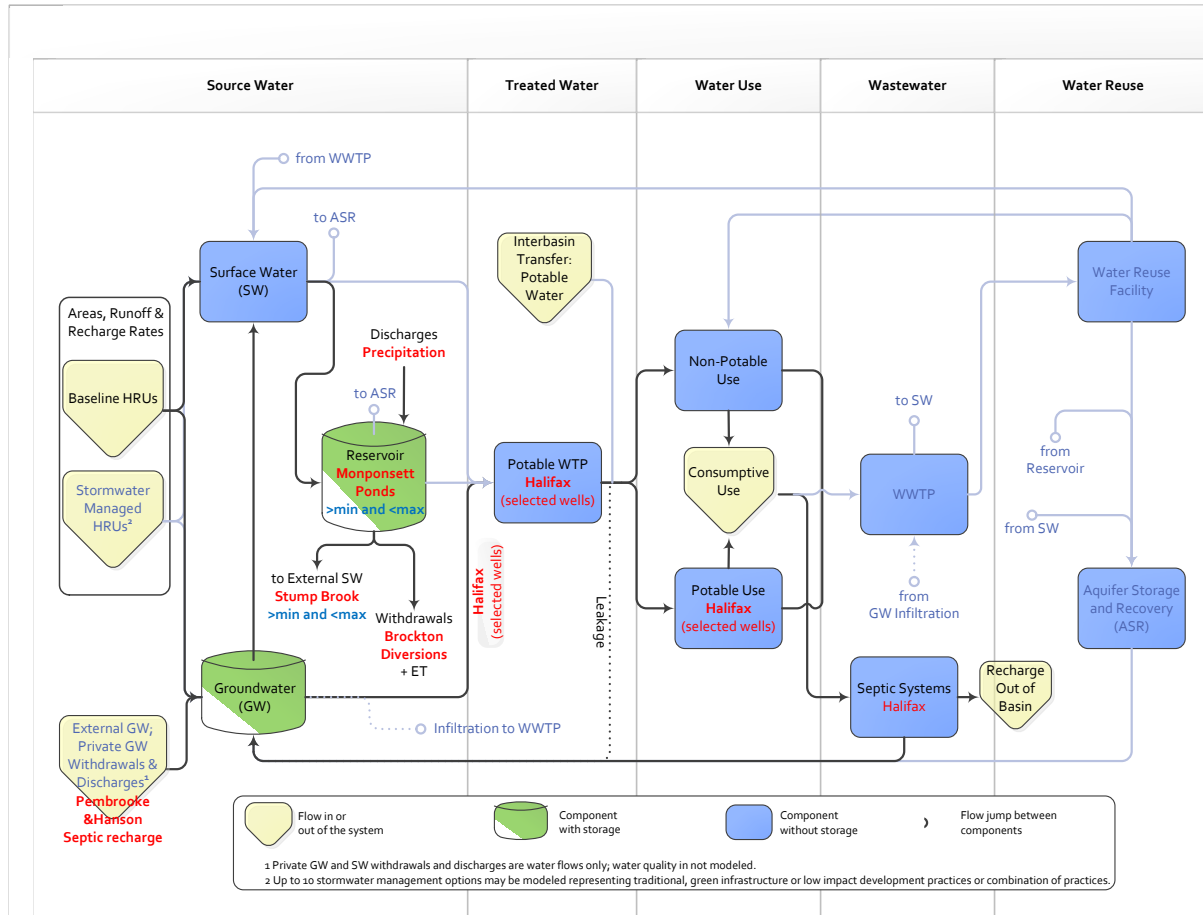 Source Water
Treated Water
Water Use
Wastewater
Water Reuse
from WWTP
to ASR
Surface Water
(SW)
Interbasin
Transfer:
Potable
Water
Water Reuse
Facility
Areas, Runoff &
Recharge Rates
Baseline HRUs
Stormwater
Managed
HRUs²
Discharges
Precipitation
to ASR
Reservoir
Monponsett
Ponds
>min and <max
to External SW
Stump Brook
>min and <max
Withdrawals
Brockton
Diversions
+ ET
Potable WTP
Halifax
(selected wells)
Halifax
(selected wells)
Leakage
Non-Potable
Use
Consumptive
Use
Potable Use
Halifax
(selected wells)
to SW
WWTP
from
GW Infiltration
from
Reservoir
from SW
Aquifer Storage
and Recovery
(ASR)
Groundwater
(GW)
Infiltration to WWTP
Septic Systems
Halifax
Recharge
Out of
Basin
External GW;
Private GW
Withdrawals &
Discharges¹
Pembrooke
&Hanson
Septic recharge
Flow in or
out of the system
Component
with storage
Component
without storage
Flow jump between
components
1 Private GW and SW withdrawals and discharges are water flows only; water quality in not modeled.
2 Up to 10 stormwater management options may be modeled representing traditional, green infrastructure or low impact development practices or combination of practices.